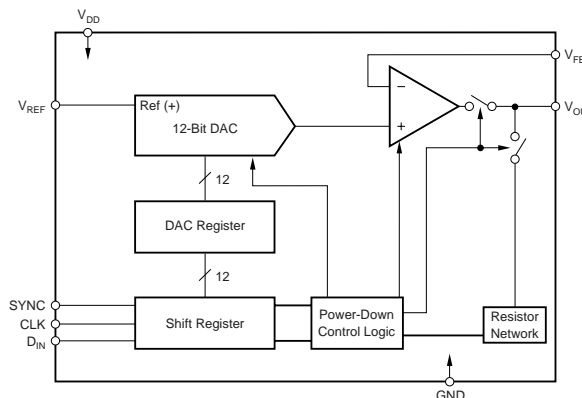 VDD
VFB
VREF
Ref (+)
12-Bit DAC
−
+
12
DAC Register
12
SYNC
CLK
DIN
Shift Register
Power-Down
Control Logic
Resistor
Network
GND